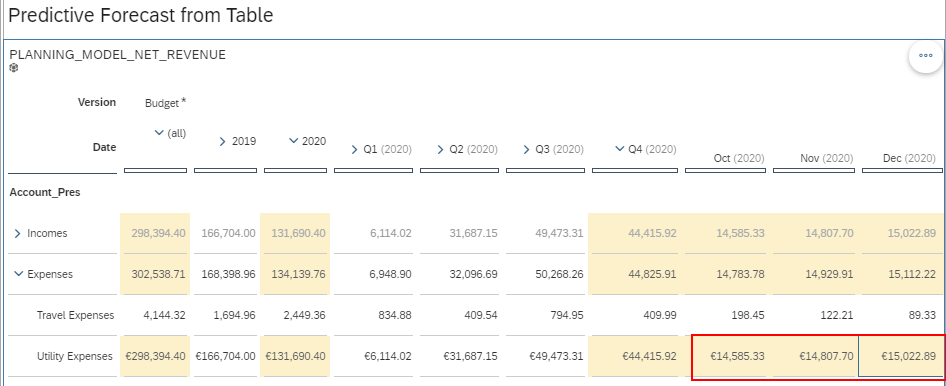 Predictive Forecast from Table
PLANNING_MODEL_NET_REVENUE
Version Budget *
Date (all) 2019 2020 Q1 (2020) Q2 (2020) Q3 (2020) Q4 (2020) Oct (2020) Nov (2020) Dec (2020)
Account_Pres
Incomes 298,394.40 166,704.00 131,690.40 6,114.02 31,687.15 49,473.31 44,415.92 14,585.33 14,807.70 15,022.89
Expenses 302,538.71 168,398.96 134,139.76 6,948.90 32,096.69 50,268.26 44,825.91 14,783.78 14,929.91 15,112.22
Travel Expenses 4,144.32 1,694.96 2,449.36 834.88 409.54 794.95 409.99 198.45 122.21 89.33
Utility Expenses €298,394.40 €166,704.00 €131,690.40 €6,114.02 €31,687.15 €49,473.31 €44,415.92 €14,585.33 €14,807.70 €15,022.89